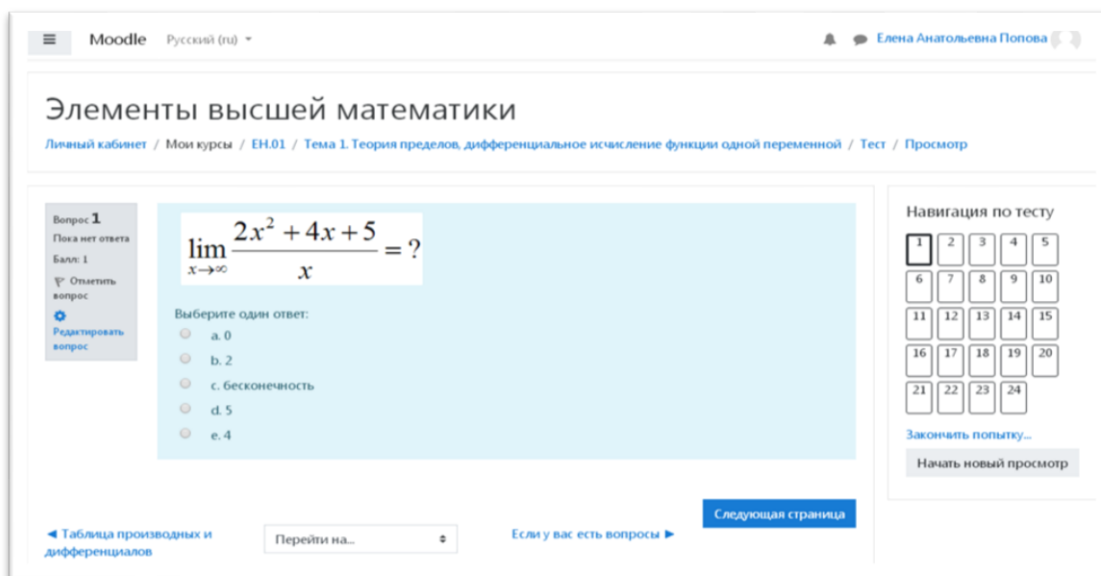 Moodle Русский (ru)
Елена Анатольевна Попова
Элементы высшей математики
Личный кабинет / Мои курсы / ЕН.01 / Тема 1. Теория пределов, дифференциальное исчисление функции одной переменной / Тест / Просмотр
Вопрос 1
Пока нет ответа
Балл: 1
Отметить
вопрос
Редактировать
вопрос
lim x→∞ (2x² + 4x + 5)/x = ?
Выберите один ответ:
a. 0
b. 2
c. бесконечность
d. 5
e. 4
Навигация по тесту
1 2 3 4 5
6 7 8 9 10
11 12 13 14 15
16 17 18 19 20
21 22 23 24
Закончить попытку...
Начать новый просмотр
Следующая страница
◄ Таблица производных и
дифференциалов
Перейти на...
Если у вас есть вопросы ►